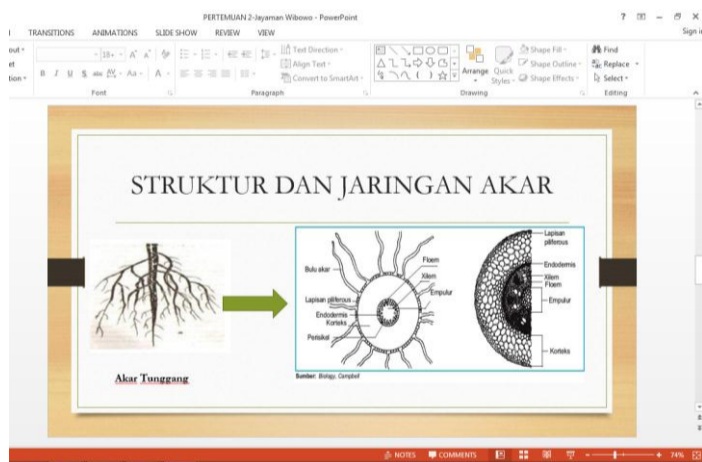 PERTEMUAN 2-Jayaman Wibowo - PowerPoint
TRANSITIONS ANIMATIONS SLIDE SHOW REVIEW VIEW
Sign in
Text Direction
Align Text
Convert to SmartArt
Arrange
Quick
Styles
Shape Fill
Shape Outline
Shape Effects
Find
Replace
Select
Font
Paragraph
Drawing
Editing
STRUKTUR DAN JARINGAN AKAR
Bulu akar
Lapisan piliferous
Endodermis
Korteks
Perisikel
Floem
Xilem
Empulur
Lapisan
piliferous
Endodermis
Xilem
Floem
Empulur
Korteks
Akar Tunggang
Sumber: Biology, Campbell
NOTES COMMENTS 74%